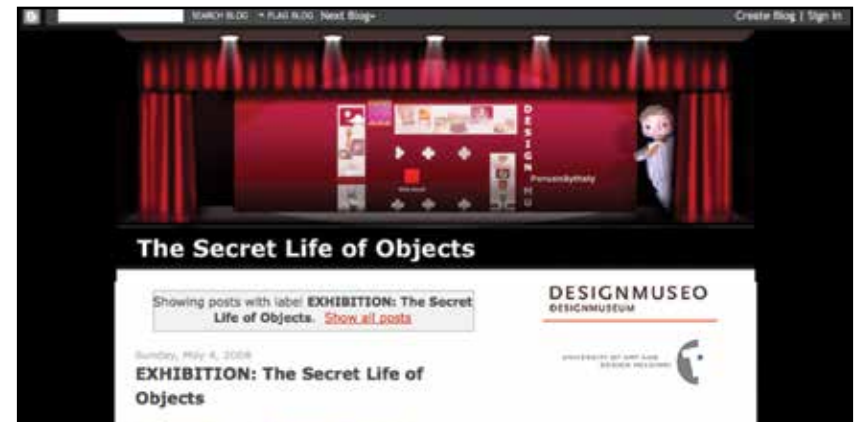 SEARCH BLOG FLAG BLOG Next Blog»
Create Blog | Sign In
DESIGN
MU
Perusnäyttely
The Secret Life of Objects
Showing posts with label EXHIBITION: The Secret
Life of Objects. Show all posts
DESIGNMUSEO
DESIGNMUSEUM
Sunday, May 4, 2008
EXHIBITION: The Secret Life of
Objects
UNIVERSITY OF ART AND
DESIGN HELSINKI